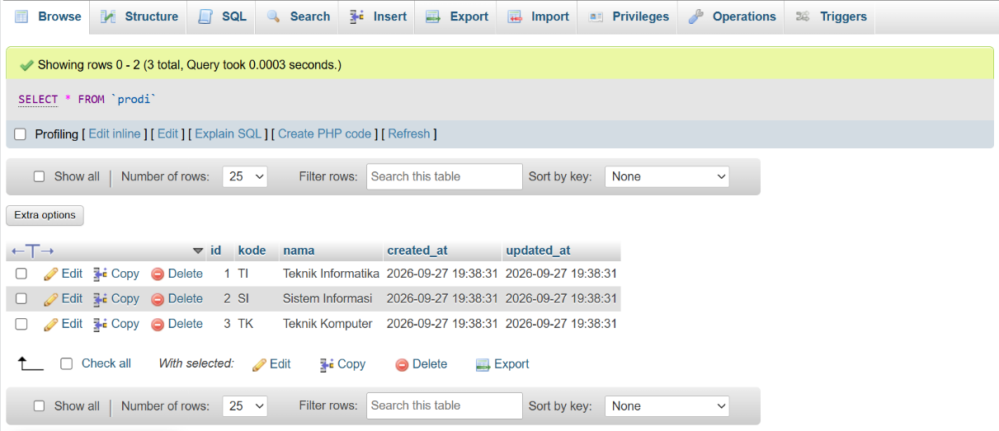 Browse Structure SQL Search Insert Export Import Privileges Operations Triggers
Showing rows 0 - 2 (3 total, Query took 0.0003 seconds.)
SELECT * FROM `prodi`
Profiling [ Edit inline ] [ Edit ] [ Explain SQL ] [ Create PHP code ] [ Refresh ]
Show all Number of rows: 25 Filter rows: Search this table Sort by key: None
Extra options
id kode nama created_at updated_at
Edit Copy Delete 1 TI Teknik Informatika 2026-09-27 19:38:31 2026-09-27 19:38:31
Edit Copy Delete 2 SI Sistem Informasi 2026-09-27 19:38:31 2026-09-27 19:38:31
Edit Copy Delete 3 TK Teknik Komputer 2026-09-27 19:38:31 2026-09-27 19:38:31
Check all With selected: Edit Copy Delete Export
Show all Number of rows: 25 Filter rows: Search this table Sort by key: None